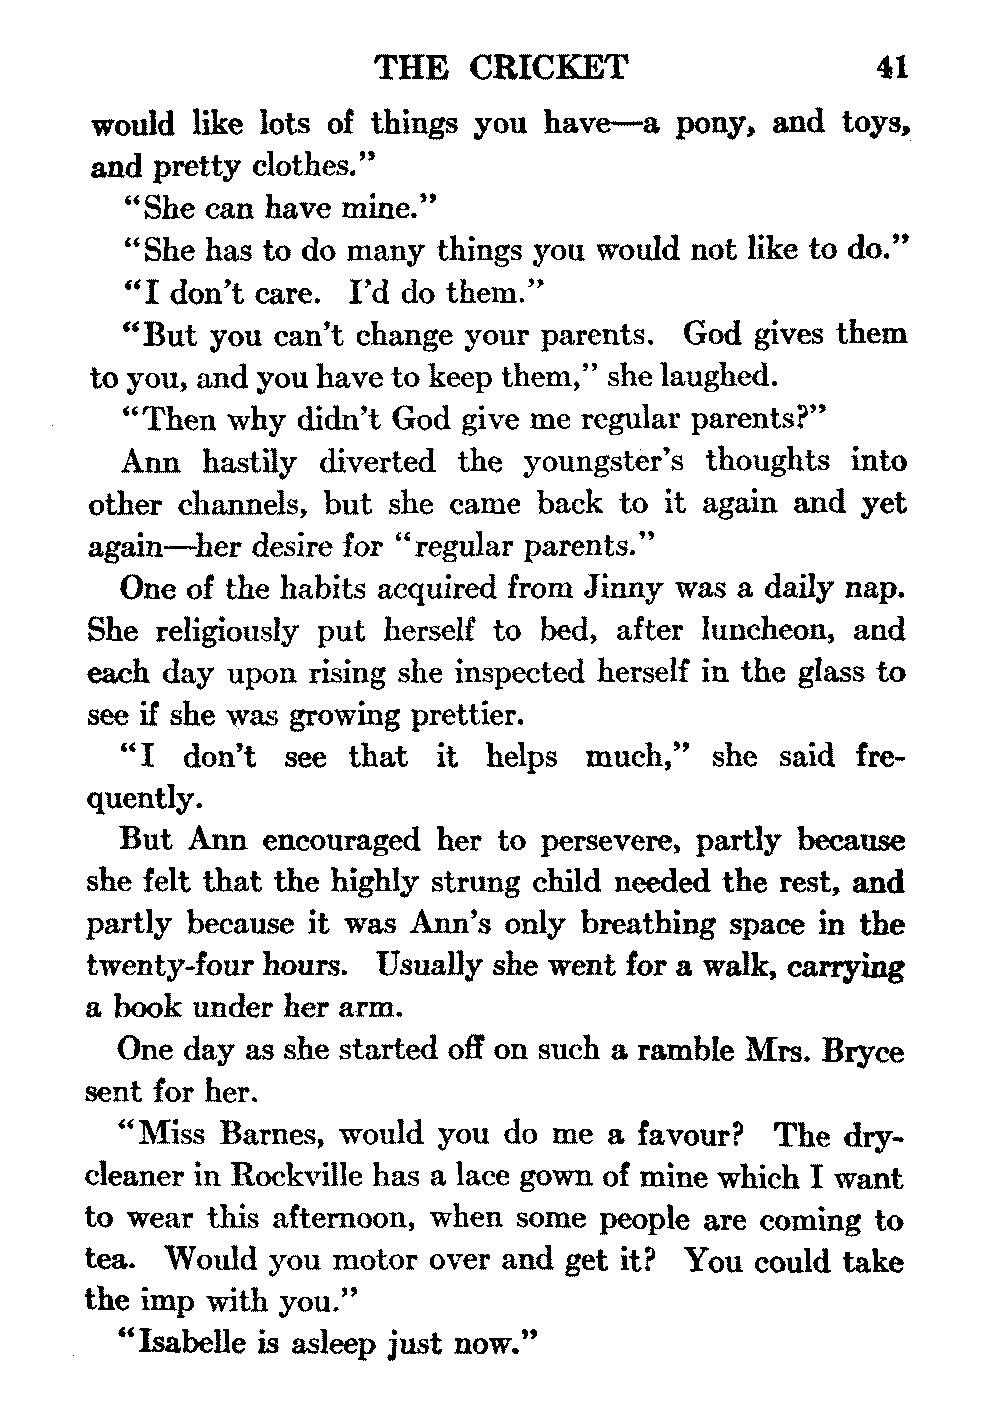 THE CRICKET 41
would like lots of things you have—a pony, and toys,
and pretty clothes."
"She can have mine."
"She has to do many things you would not like to do."
"I don't care. I'd do them."
"But you can't change your parents. God gives them
to you, and you have to keep them," she laughed.
"Then why didn't God give me regular parents?"
Ann hastily diverted the youngster's thoughts into
other channels, but she came back to it again and yet
again—her desire for "regular parents."
One of the habits acquired from Jinny was a daily nap.
She religiously put herself to bed, after luncheon, and
each day upon rising she inspected herself in the glass to
see if she was growing prettier.
"I don't see that it helps much," she said fre-
quently.
But Ann encouraged her to persevere, partly because
she felt that the highly strung child needed the rest, and
partly because it was Ann's only breathing space in the
twenty-four hours. Usually she went for a walk, carrying
a book under her arm.
One day as she started off on such a ramble Mrs. Bryce
sent for her.
"Miss Barnes, would you do me a favour? The dry-
cleaner in Rockville has a lace gown of mine which I want
to wear this afternoon, when some people are coming to
tea. Would you motor over and get it? You could take
the imp with you."
"Isabelle is asleep just now."